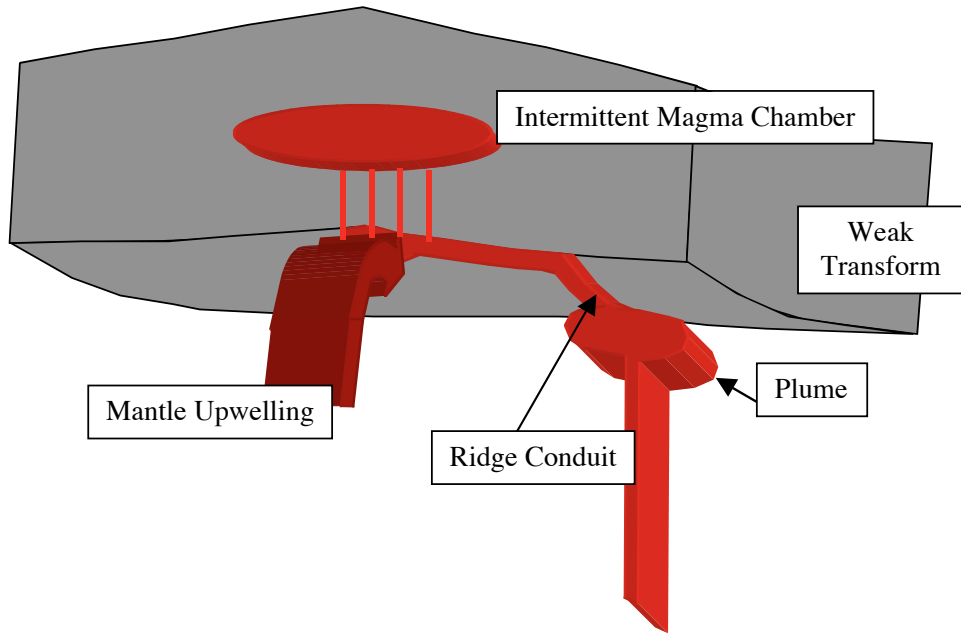 Intermittent Magma Chamber
Weak
Transform
Plume
Mantle Upwelling
Ridge Conduit